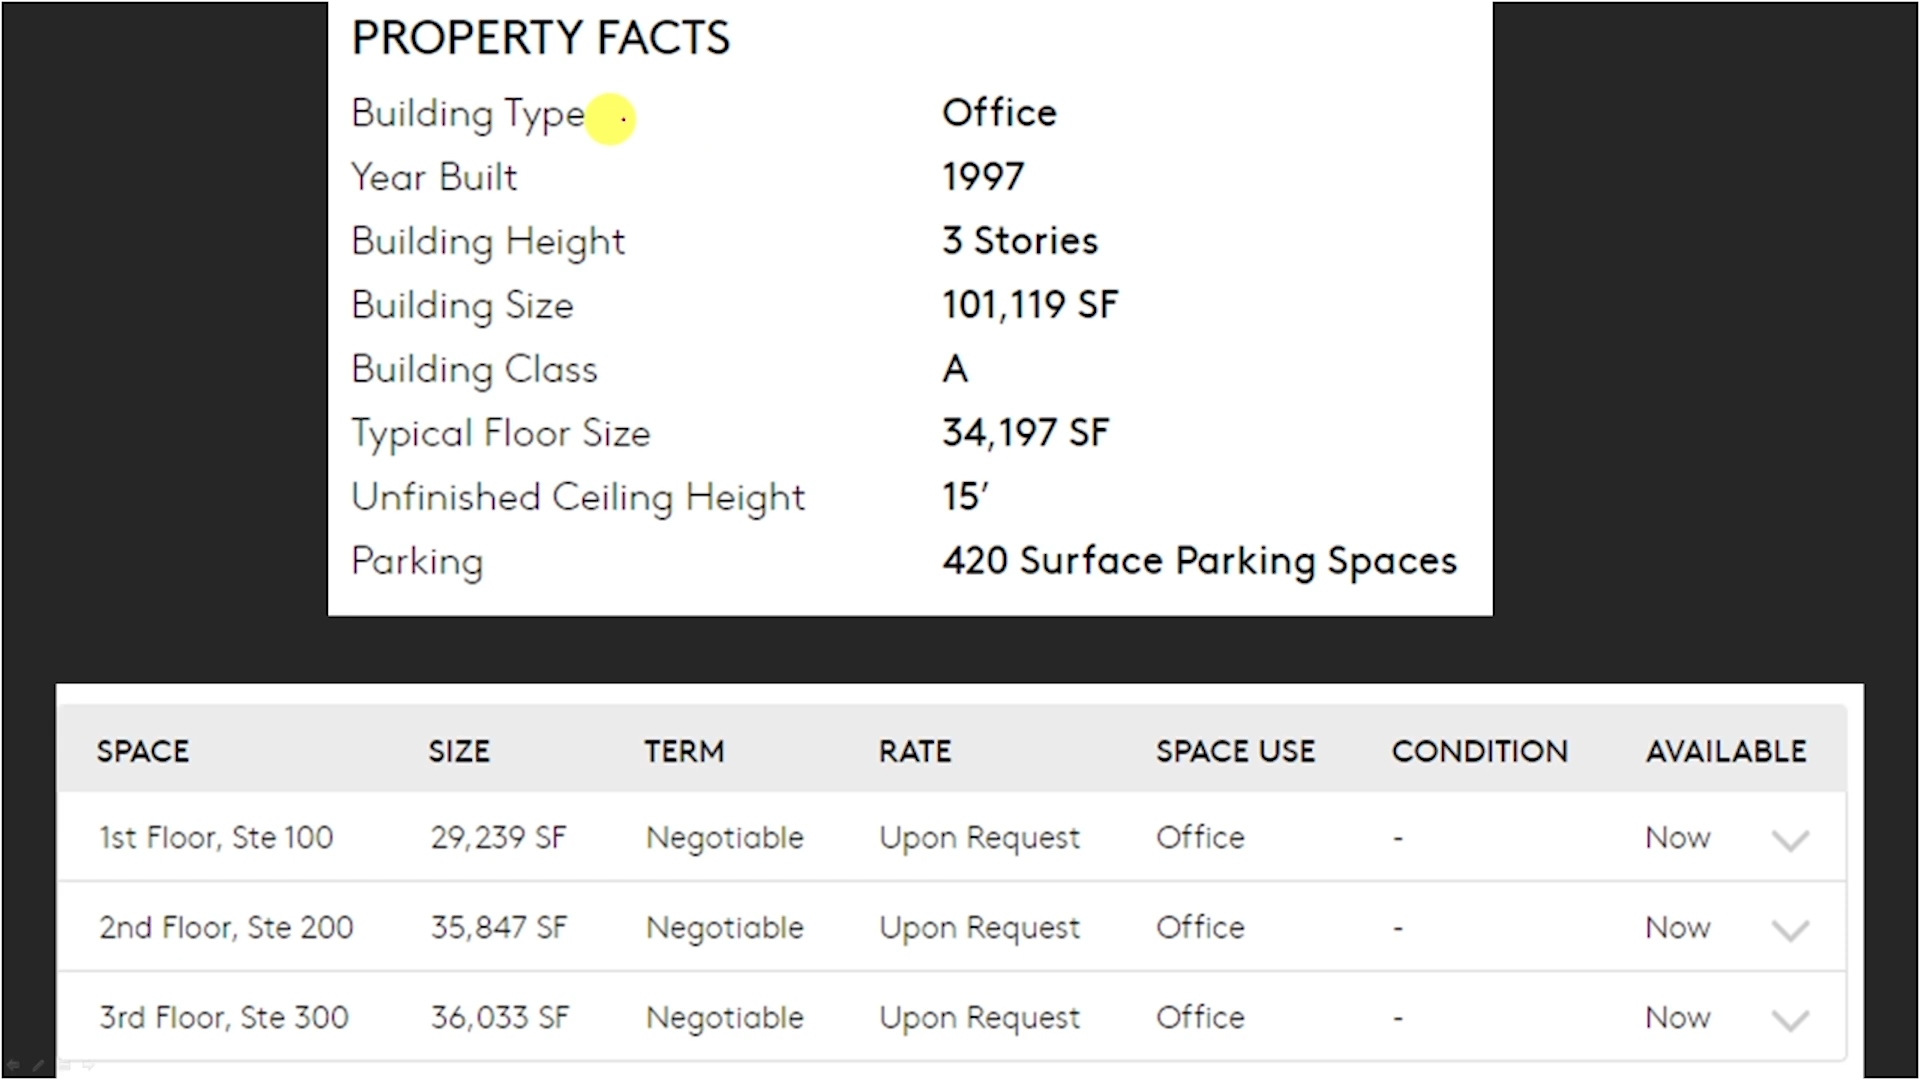 PROPERTY FACTS
Building Type Office
Year Built 1997
Building Height 3 Stories
Building Size 101,119 SF
Building Class A
Typical Floor Size 34,197 SF
Unfinished Ceiling Height 15’
Parking 420 Surface Parking Spaces
SPACE SIZE TERM RATE SPACE USE CONDITION AVAILABLE
1st Floor, Ste 100 29,239 SF Negotiable Upon Request Office - Now
2nd Floor, Ste 200 35,847 SF Negotiable Upon Request Office - Now
3rd Floor, Ste 300 36,033 SF Negotiable Upon Request Office - Now